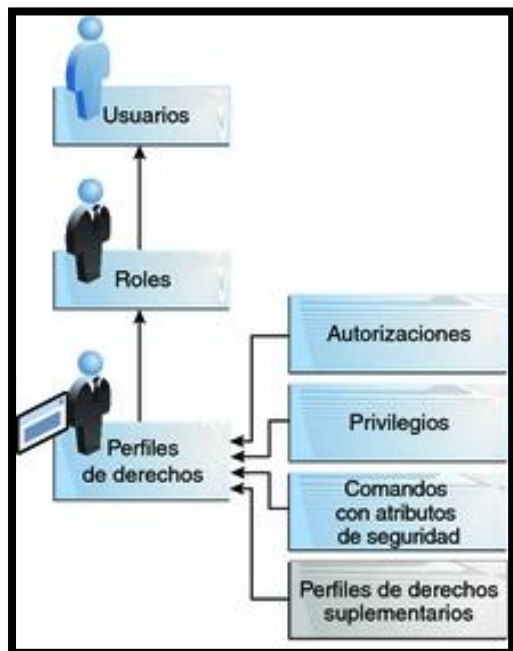 Usuarios
Roles
Perfiles
de derechos
Autorizaciones
Privilegios
Comandos
con atributos
de seguridad
Perfiles de derechos
suplementarios